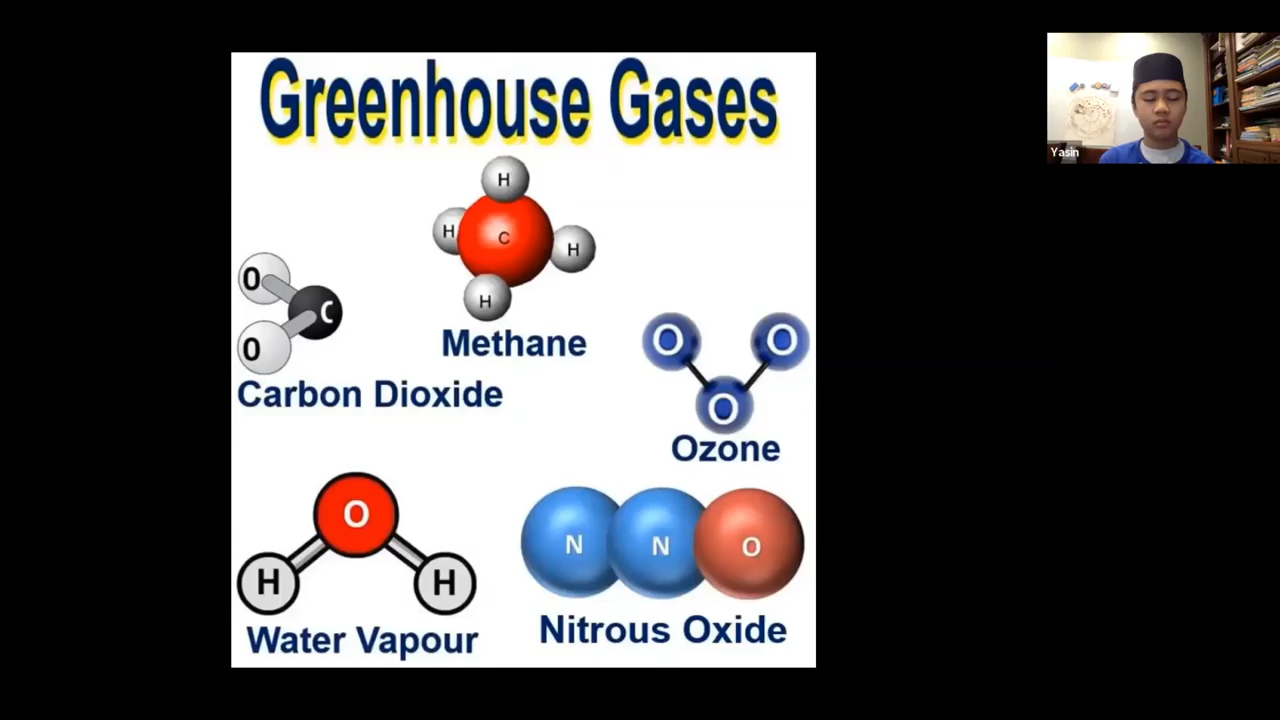 Greenhouse Gases
H
H
C
H
H
Methane
O
C
O
Carbon Dioxide
O
O
O
Ozone
O
H
H
Water Vapour
N
N
O
Nitrous Oxide
Yasin